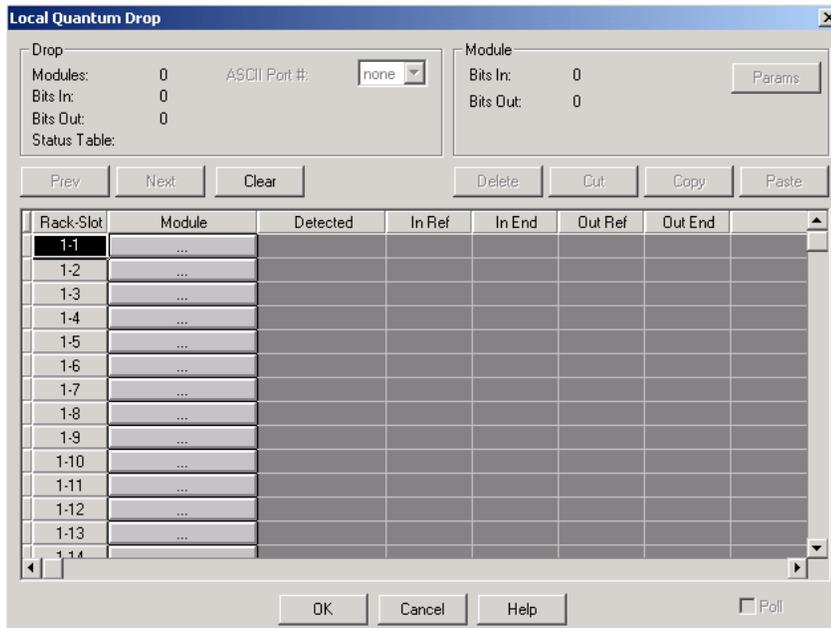 Local Quantum Drop
Drop
Modules: 0 ASCII Port #: none
Bits In: 0
Bits Out: 0
Status Table:
Module
Bits In: 0
Bits Out: 0
Params
Prev Next Clear Delete Cut Copy Paste
Rack-Slot Module Detected In Ref In End Out Ref Out End
1-1 ...
1-2 ...
1-3 ...
1-4 ...
1-5 ...
1-6 ...
1-7 ...
1-8 ...
1-9 ...
1-10 ...
1-11 ...
1-12 ...
1-13 ...
1-14 ...
OK Cancel Help Poll